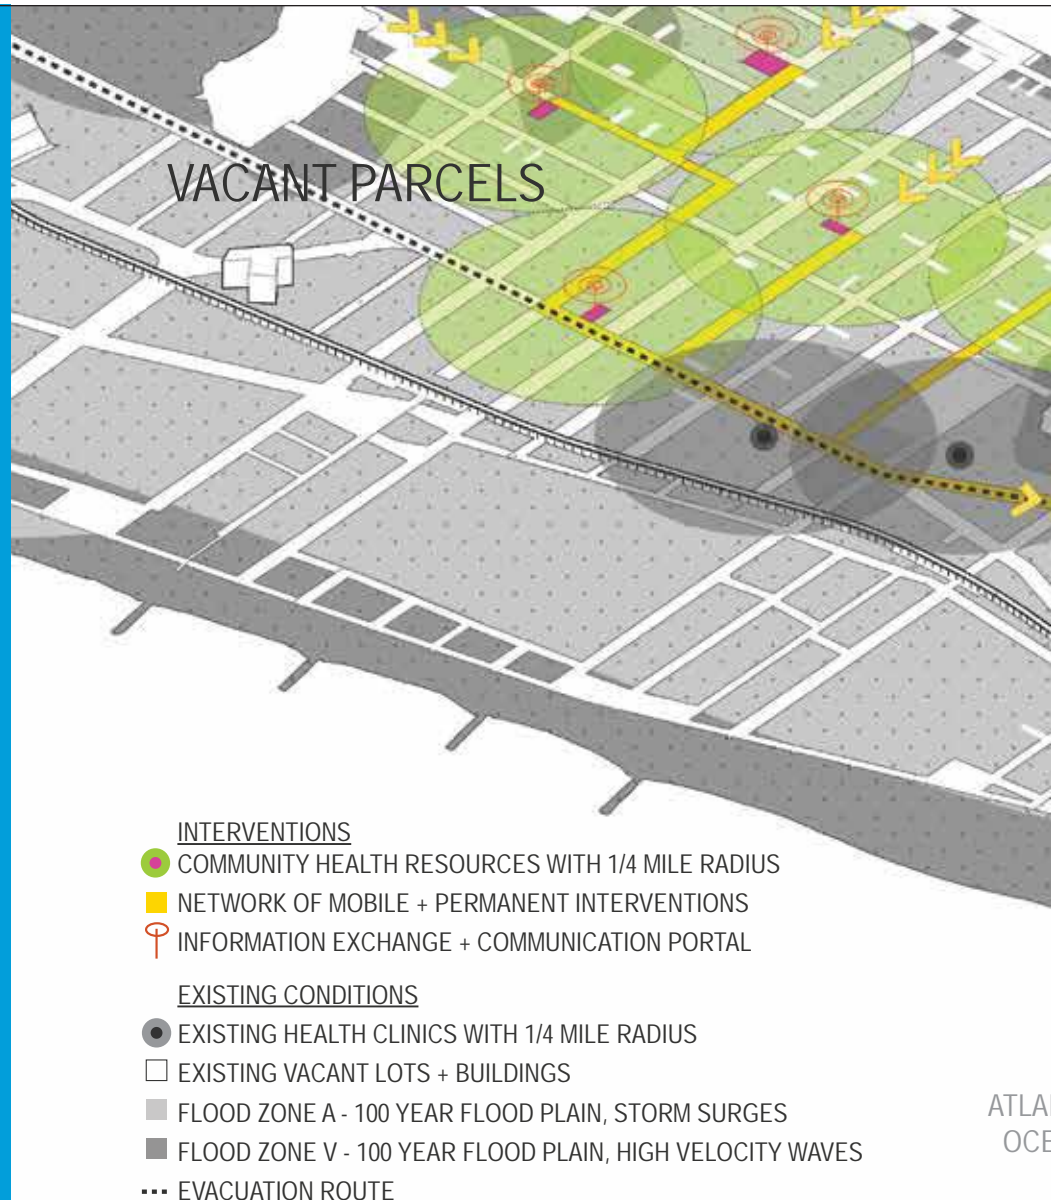 VACANT PARCELS
INTERVENTIONS
COMMUNITY HEALTH RESOURCES WITH 1/4 MILE RADIUS
NETWORK OF MOBILE + PERMANENT INTERVENTIONS
INFORMATION EXCHANGE + COMMUNICATION PORTAL
EXISTING CONDITIONS
EXISTING HEALTH CLINICS WITH 1/4 MILE RADIUS
EXISTING VACANT LOTS + BUILDINGS
FLOOD ZONE A - 100 YEAR FLOOD PLAIN, STORM SURGES
FLOOD ZONE V - 100 YEAR FLOOD PLAIN, HIGH VELOCITY WAVES
EVACUATION ROUTE